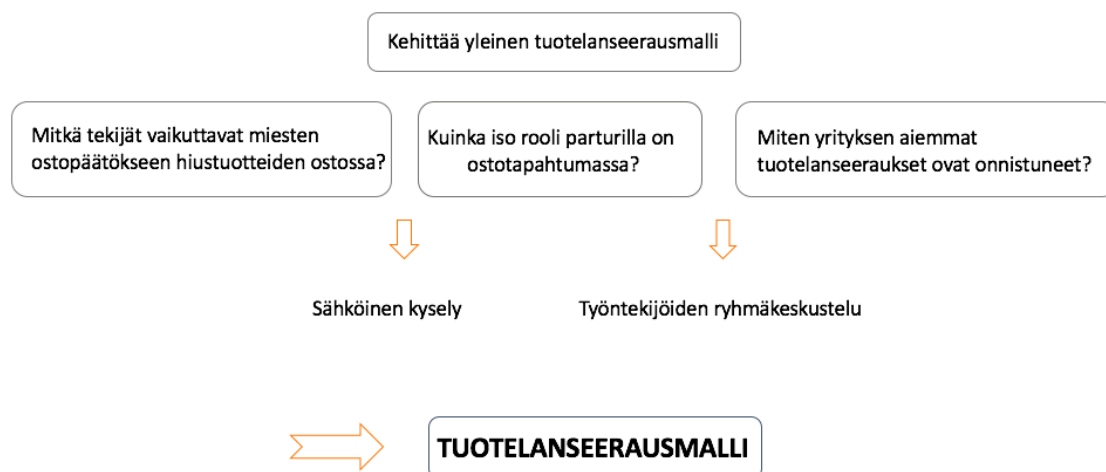 Kehittää yleinen tuotelanseerausmalli
Mitkä tekijät vaikuttavat miesten
ostopäätökseen hiustuotteiden ostossa?
Kuinka iso rooli parturilla on
ostotapahtumassa?
Miten yrityksen aiemmat
tuotelanseeraukset ovat onnistuneet?
Sähköinen kysely
Työntekijöiden ryhmäkeskustelu
TUOTELANSEERAUSMALLI